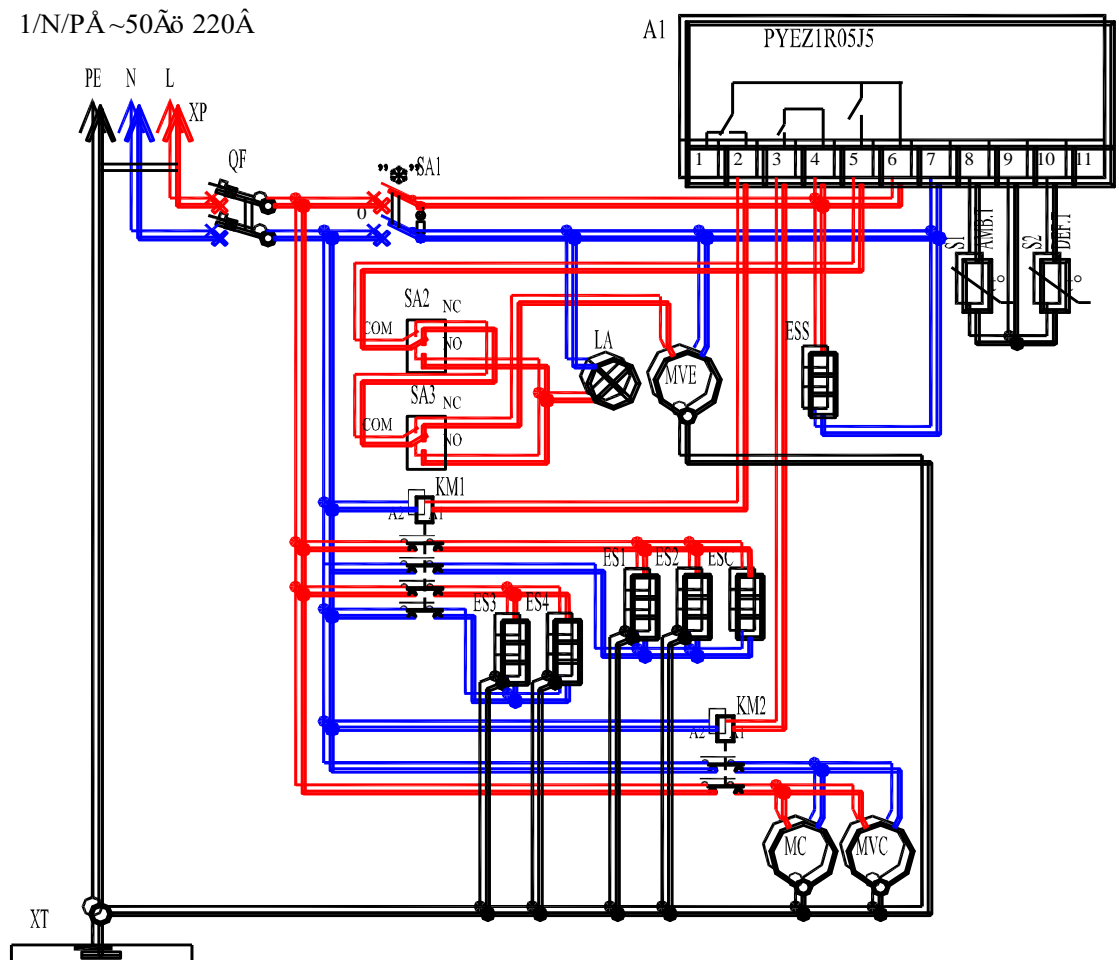 1/N/PÅ ~50Ãö 220Â
A1
PYEZ1R05J5
PE N L
XP
1 2 3 4 5 6 7 8 9 10 11
QF
"❄"
SA1
O
S1
AMB.T
S2
DEF.T
SA2
NC
COM
NO
LA
MVE
ESS
SA3
NC
COM
NO
KM1
A2 A1
ES1 ES2 ESC
ES3 ES4
KM2
A2 A1
MC
MVC
XT